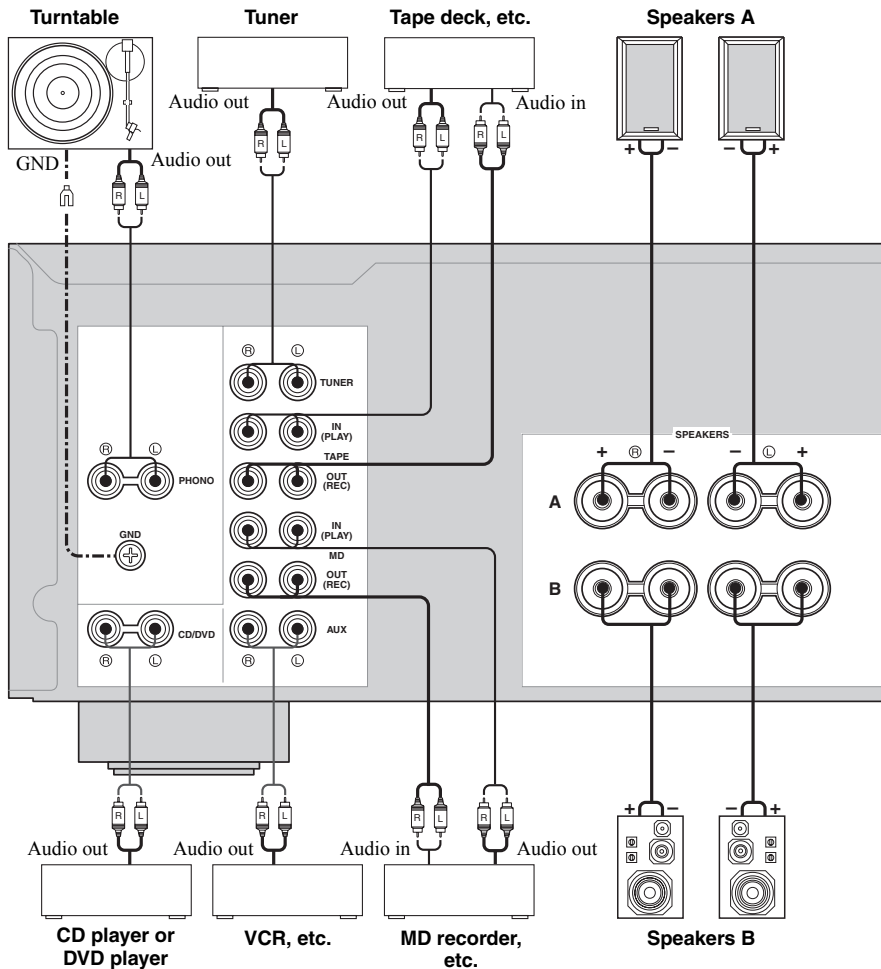 Turntable
Tuner
Tape deck, etc.
Speakers A
Audio out
Audio out
Audio in
GND
Audio out
R L
R L
R L
R L
+ − − +
R L
TUNER
IN
(PLAY)
TAPE
OUT
(REC)
R L
PHONO
GND
IN
(PLAY)
MD
OUT
(REC)
CD/DVD
AUX
R L
R L
SPEAKERS
+ R − − L +
A
B
R L
R L
R L
R L
+ − − +
Audio out
Audio out
Audio in
Audio out
CD player or
DVD player
VCR, etc.
MD recorder,
etc.
Speakers B